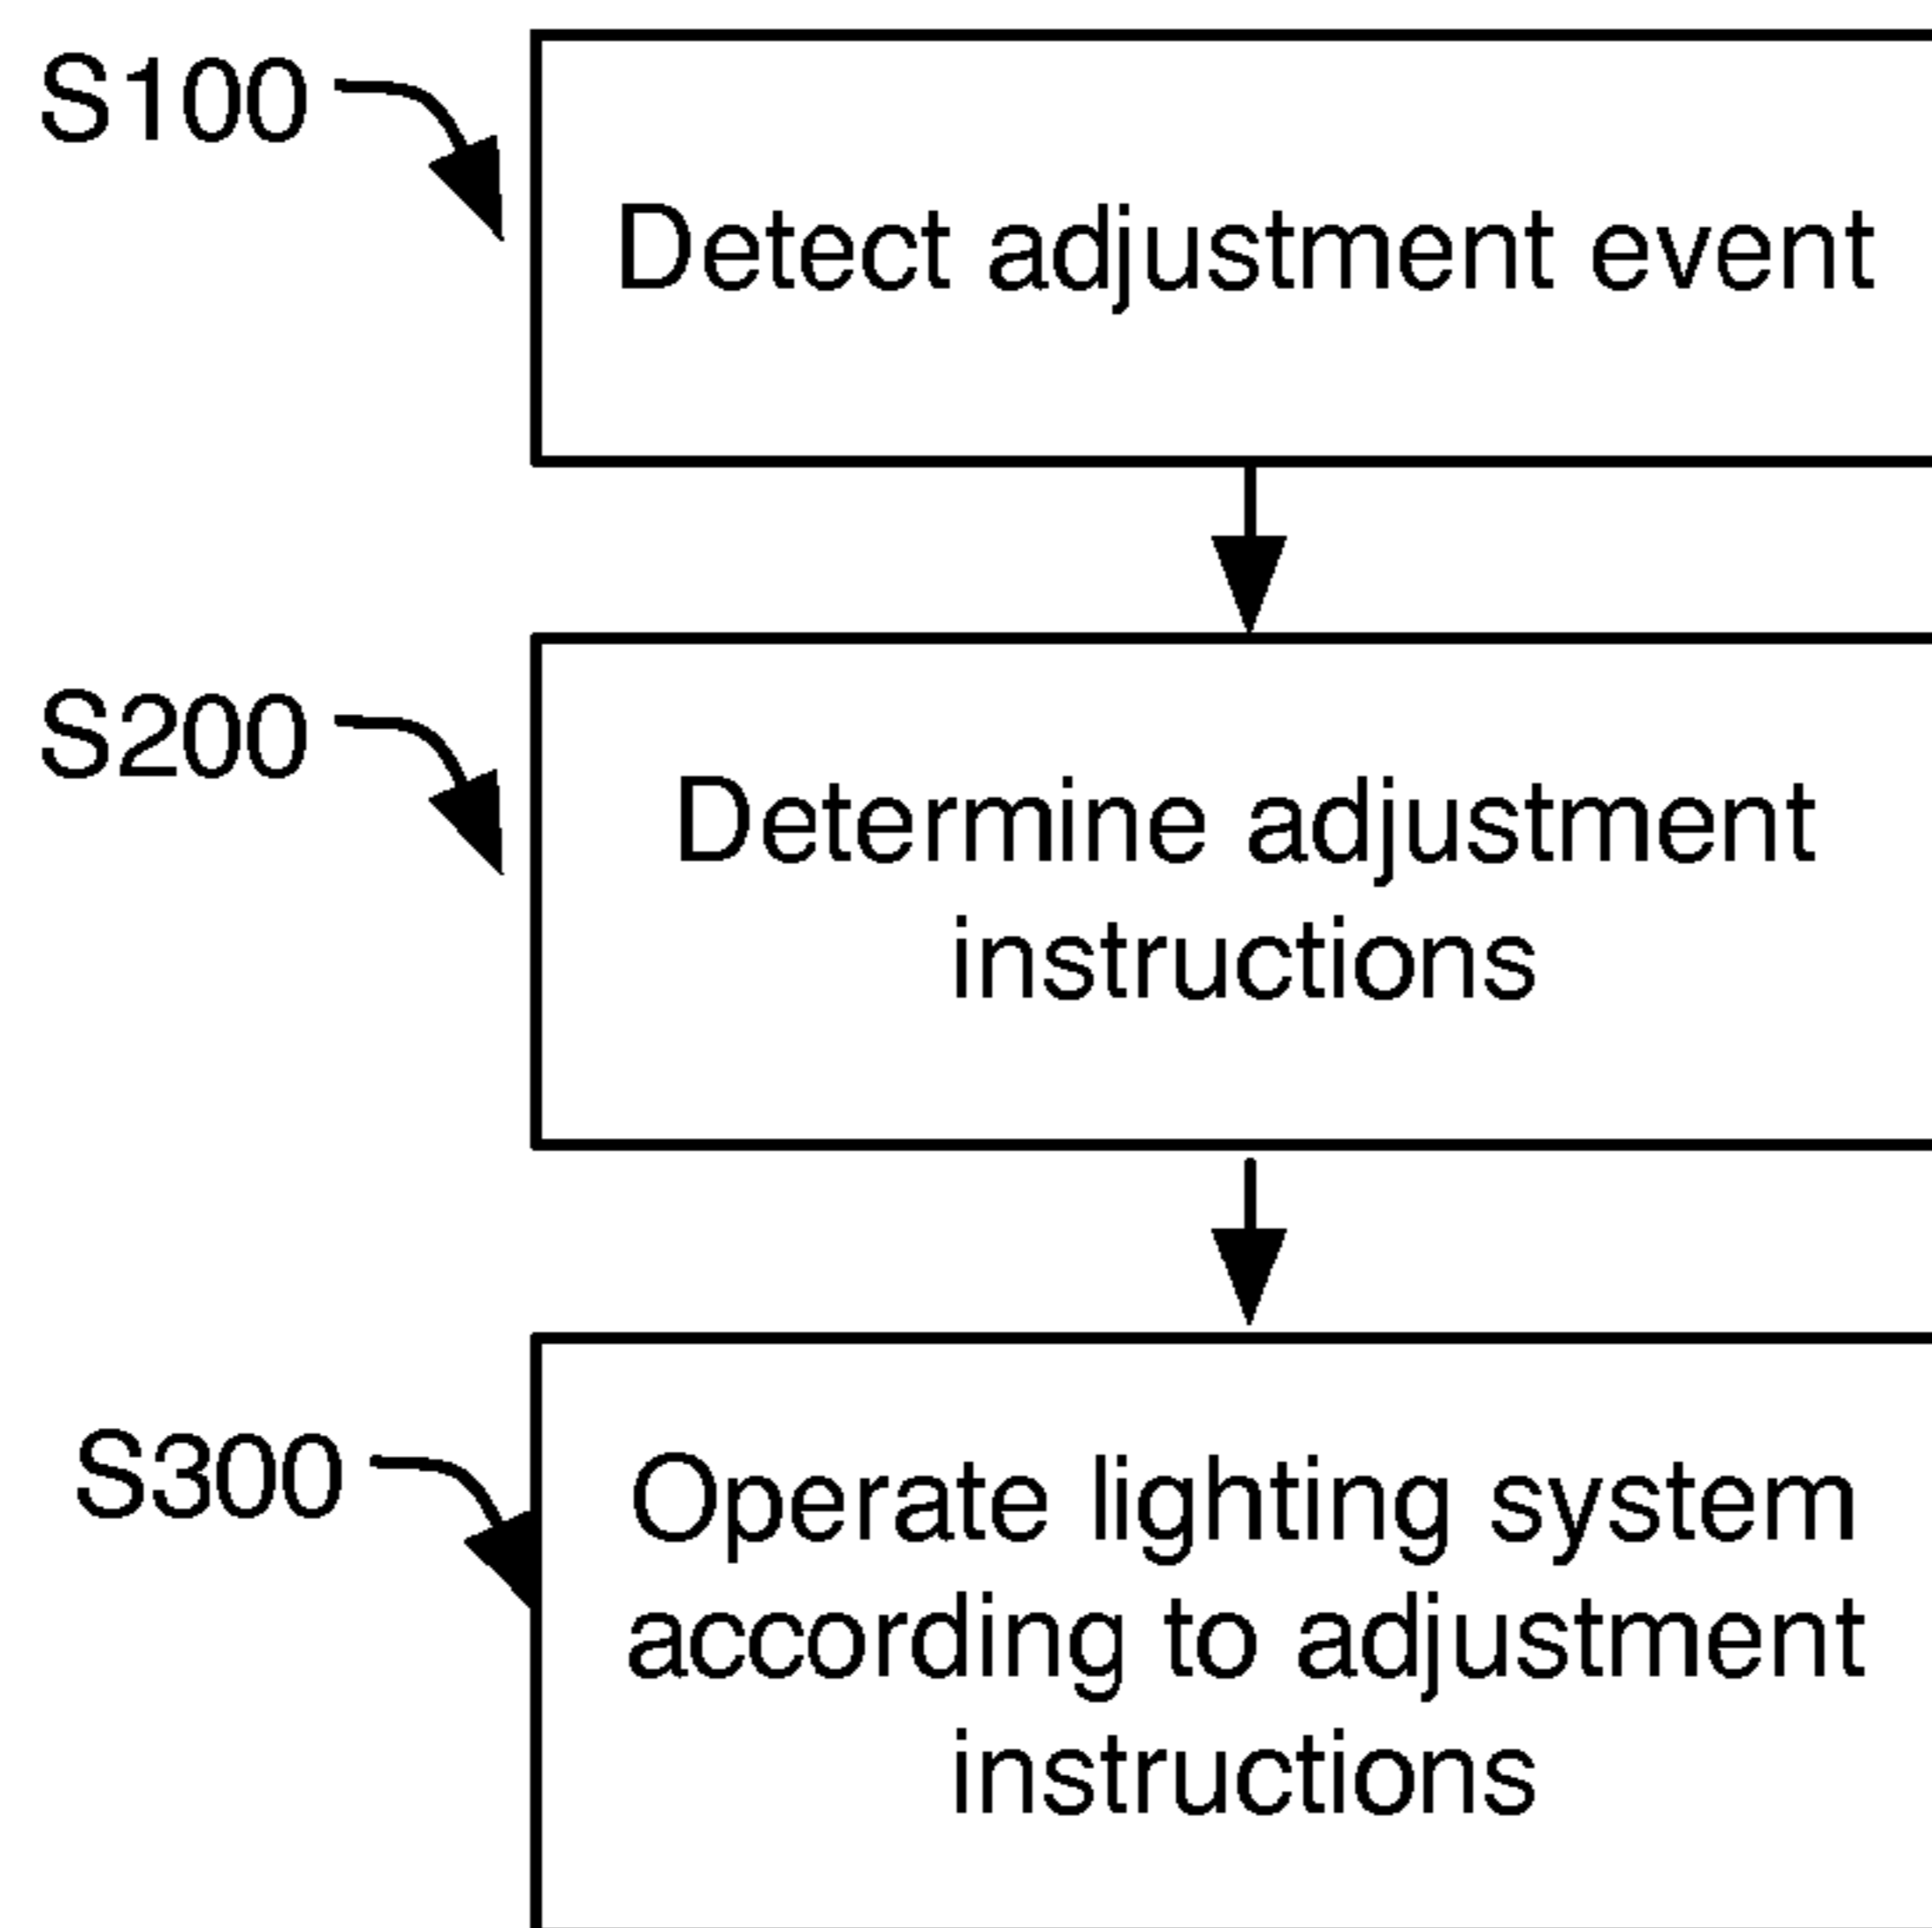 S100
Detect adjustment event
S200
Determine adjustment
instructions
S300
Operate lighting system
according to adjustment
instructions